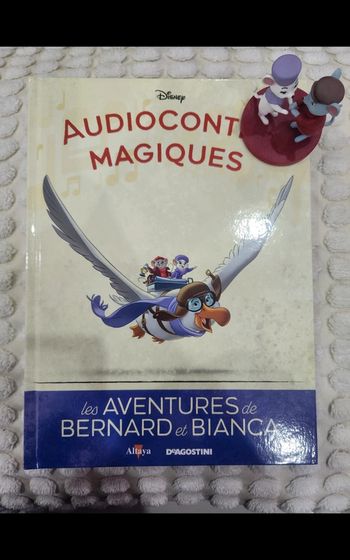 Disney
AUDIOCONT
MAGIQUES
les AVENTURES de
BERNARD et BIANCA
Altaya DEAGOSTINI